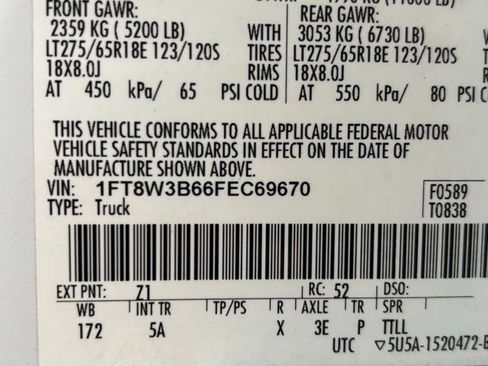 FRONT GAWR: REAR GAWR:
2359 KG ( 5200 LB) WITH 3053 KG ( 6730 LB)
LT275/65R18E 123/120S TIRES LT275/65R18E 123/120S
18X8.0J RIMS 18X8.0J
AT 450 kPa/ 65 PSI COLD AT 550 kPa/ 80 PSI
THIS VEHICLE CONFORMS TO ALL APPLICABLE FEDERAL MOTOR
VEHICLE SAFETY STANDARDS IN EFFECT ON THE DATE OF
MANUFACTURE SHOWN ABOVE.
VIN: 1FT8W3B66FEC69670 F0589
TYPE: Truck T0838
EXT PNT: Z1 RC: 52 DSO:
WB INT TR TP/PS R AXLE TR SPR
172 5A X 3E P TTLL
UTC ▽5U5A-1520472-